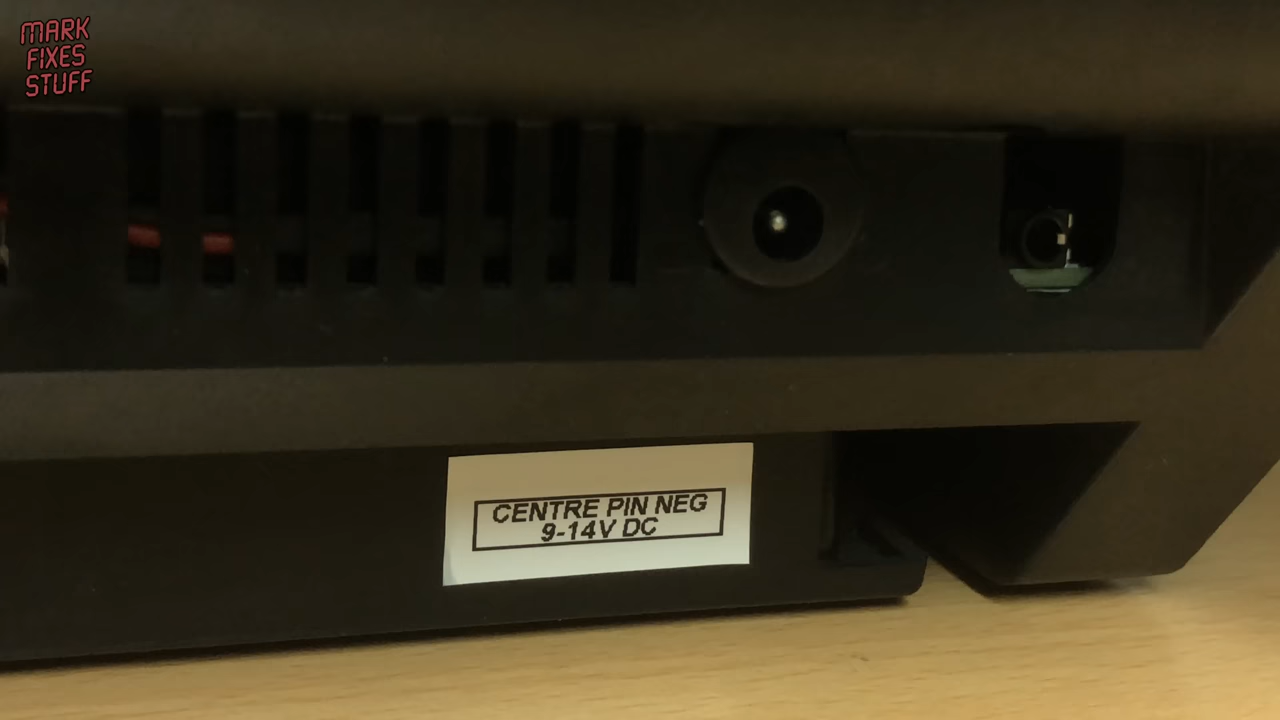 MARK
FIXES
STUFF
CENTRE PIN NEG
9-14V DC